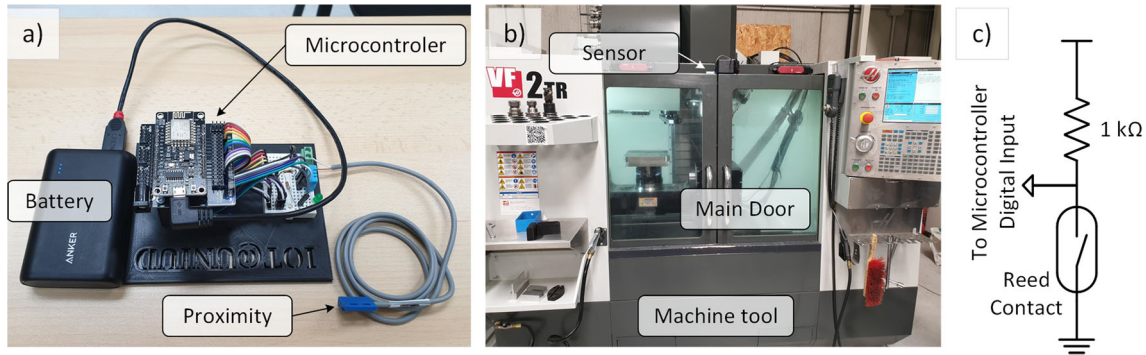 a)
Microcontroler
Battery
ANKER
IOT@UNIUD
Proximity
b)
Sensor
VF
2TR
Main Door
Machine tool
c)
1 kΩ
To Microcontroller
Digital Input
Reed
Contact